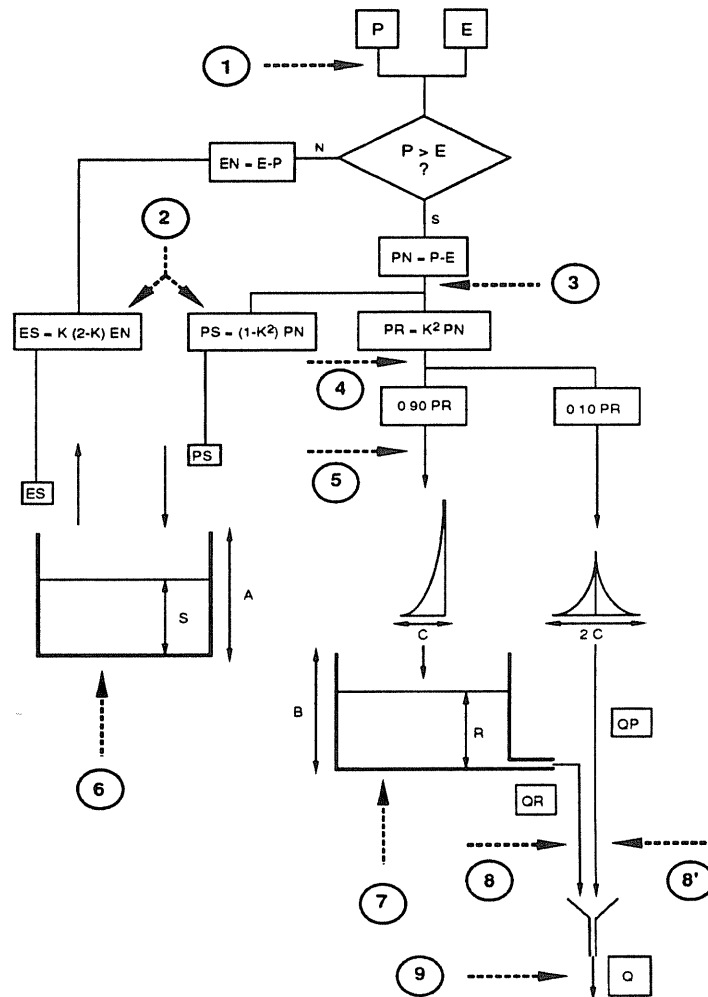 P
E
1
P > E
?
N
EN = E-P
S
2
PN = P-E
3
ES = K (2-K) EN
PS = (1-K² ) PN
PR = K² PN
4
0 90 PR
0 10 PR
PS
5
ES
A
S
C
2 C
B
R
QP
6
QR
8
8'
7
9
Q